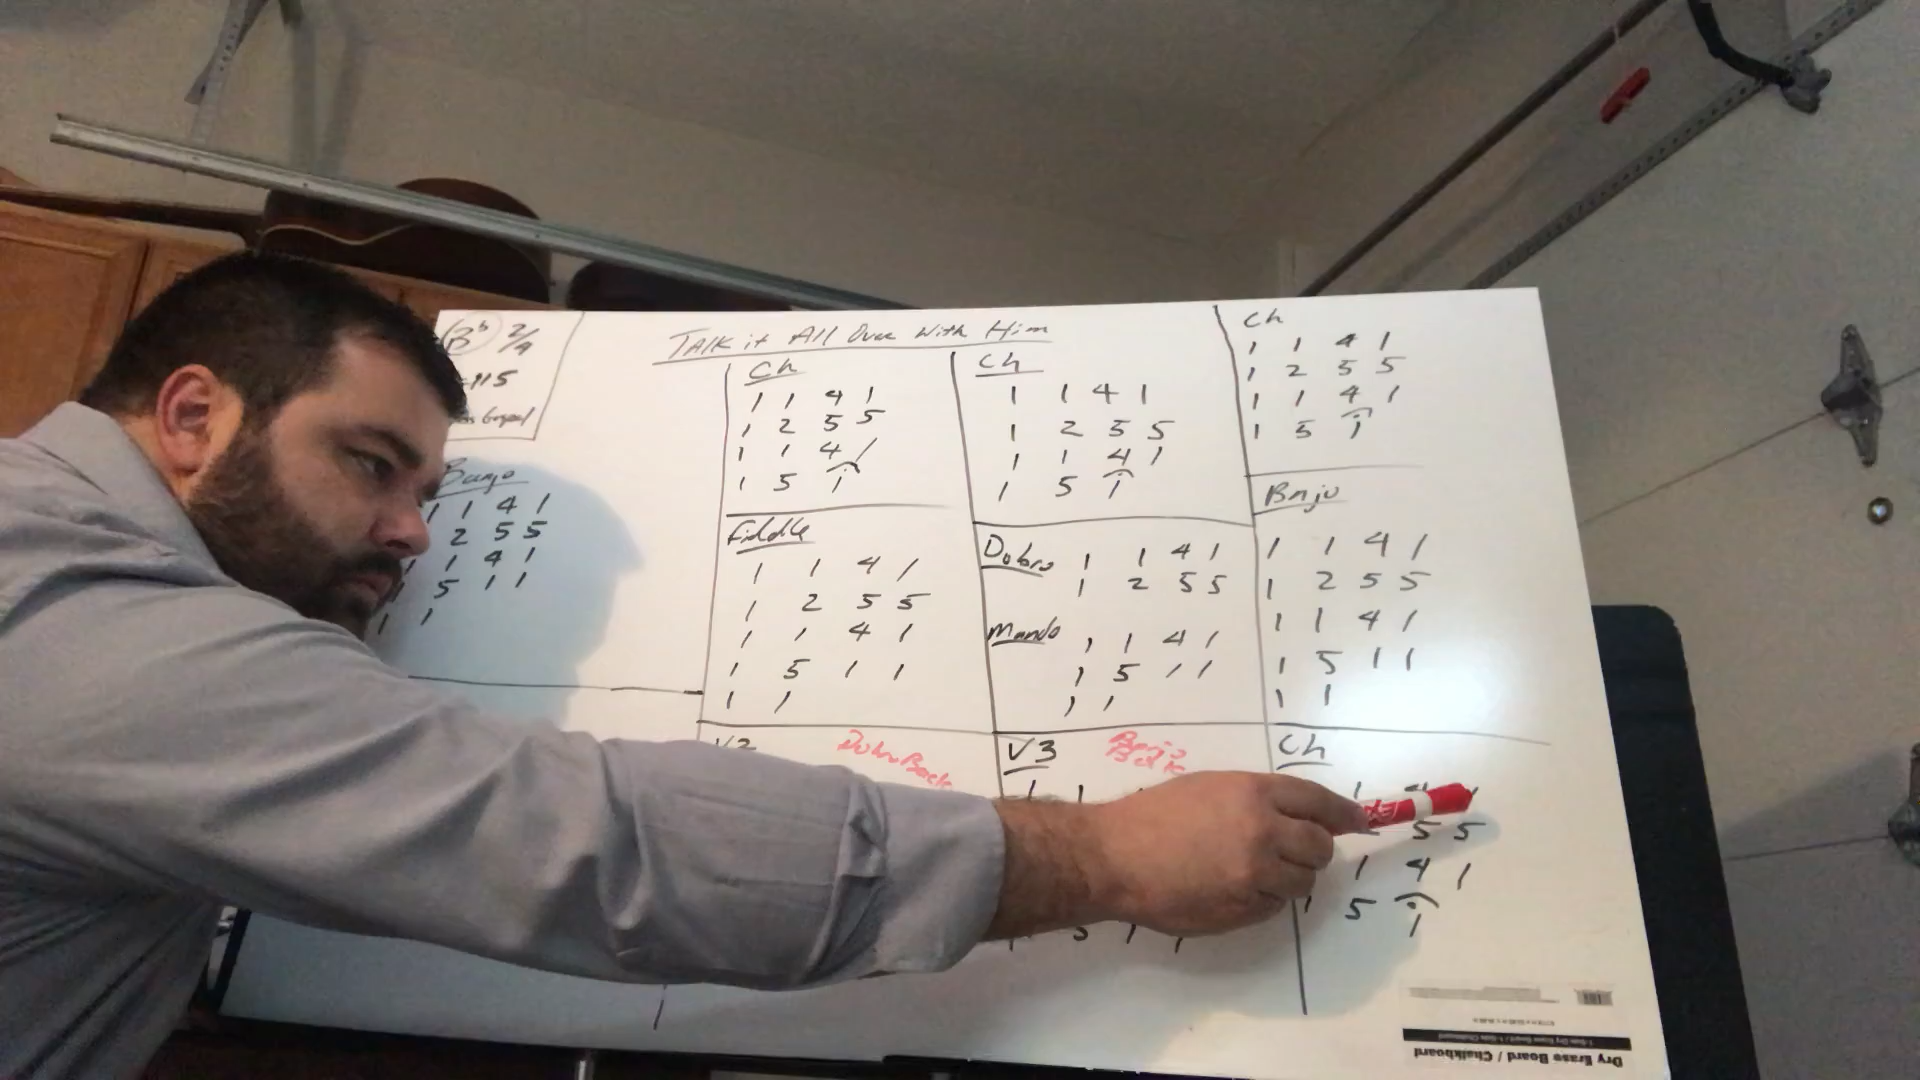 Bb 2/4
=115
Gospel
Talk it All Over With Him
Banjo
1 1 4 1
2 5 5
1 1 4 1
1 5 1 1
1 1
Ch
1 1 4 1
1 2 5 5
1 1 4 1
1 5 1
Fiddle
1 1 4 1
1 2 5 5
1 1 4 1
1 5 1 1
1 1
V2
Dobro Back
Ch
1 1 4 1
1 2 5 5
1 1 4 1
1 5 1
Dobro 1 1 4 1
1 2 5 5
Mando 1 1 4 1
1 5 1 1
1 1
V3
Banjo
1 1
1 5 1 1
Ch
1 1 4 1
1 2 5 5
1 1 4 1
1 5 1
Bnjo
1 1 4 1
1 2 5 5
1 1 4 1
1 5 1 1
1 1
Ch
1 4 1
5 5
1 4 1
1 5 1
Dry Erase Board / Chalkboard